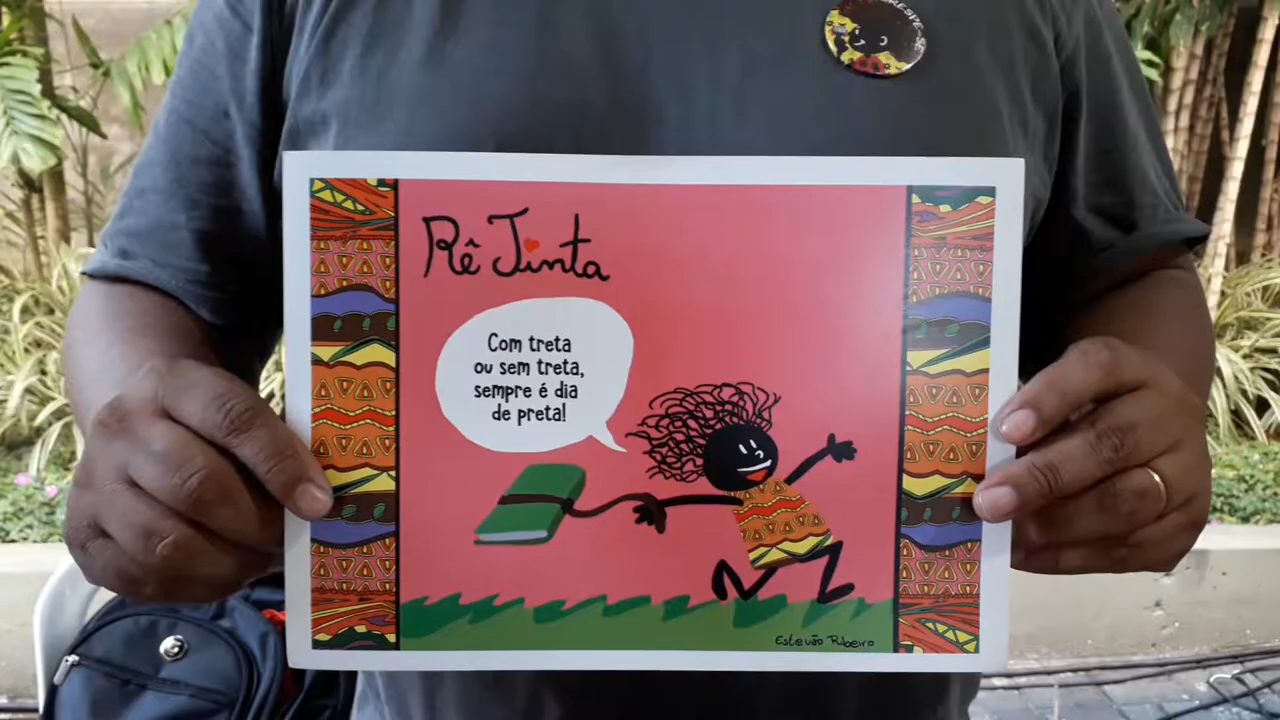 Rê Tinta
Com treta
ou sem treta,
sempre é dia
de preta!
Estevão Ribeiro